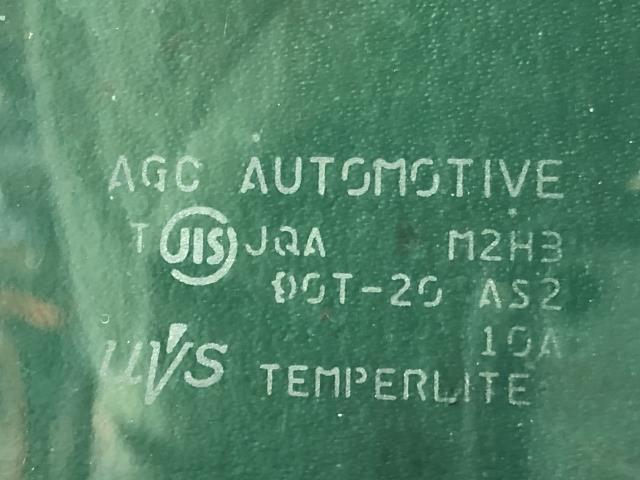 AGC AUTOMOTIVE
T JIS JQA M2H3
DOT-20 AS2
10A
UVS TEMPERLITE